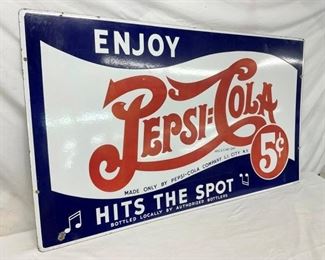 ENJOY
PEPSI:COLA
5¢
MADE ONLY BY PEPSI-COLA COMPANY L.I. CITY N.Y.
HITS THE SPOT
BOTTLED LOCALLY BY AUTHORIZED BOTTLERS